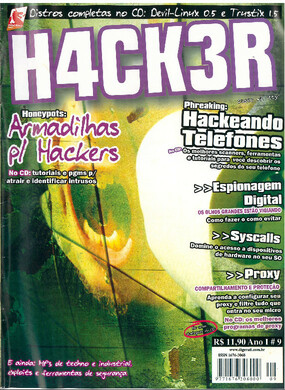 Distros completas no CD: Devil-Linux 0.5 e Trustix 1.5
H4CK3R
Honeypots:
Armadilhas
p/ Hackers
No CD: tutoriais e pgms p/
atrair e identificar intrusos
Phreaking:
Hackeando
Telefones
Os melhores scanners, ferramentas
e tutoriais para você descobrir os
segredos do seu telefone
>>Espionagem
Digital
OS OLHOS GRANDES ESTÃO VIGIANDO
Como fazer e como evitar
>>Syscalls
Domine o acesso a dispositivos
de hardware no seu SO
>>Proxy
COMPARTILHAMENTO E PROTEÇÃO
Aprenda a configurar seu
proxy e filtre tudo que
entra no seu micro
No CD: os melhores
programas de proxy
R$ 11,90 Ano 1 # 9
www.digerati.com.br
ISSN 1676-3068
E ainda: MP3 de techno e industrial
exploits e ferramentas de segurança